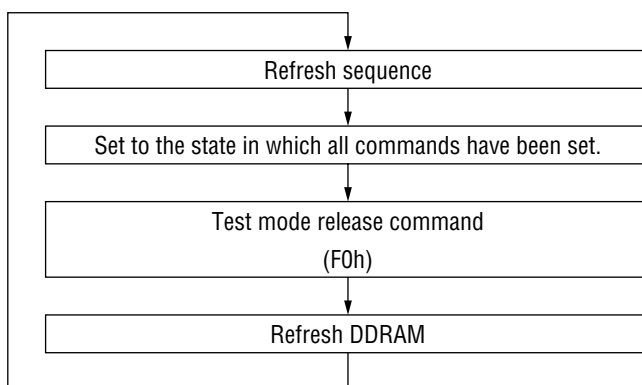 Refresh sequence
Set to the state in which all commands have been set.
Test mode release command
(F0h)
Refresh DDRAM